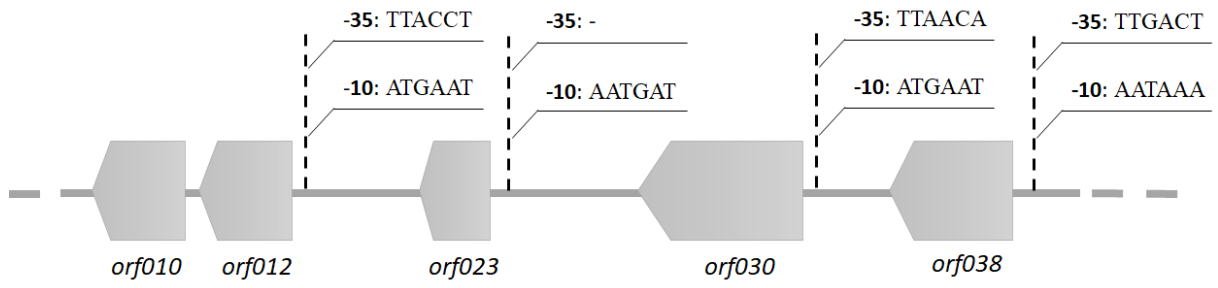 -35: TTACCT
-10: ATGAAT
-35: -
-10: AATGAT
-35: TTAACA
-10: ATGAAT
-35: TTGACT
-10: AATAAA
orf010
orf012
orf023
orf030
orf038